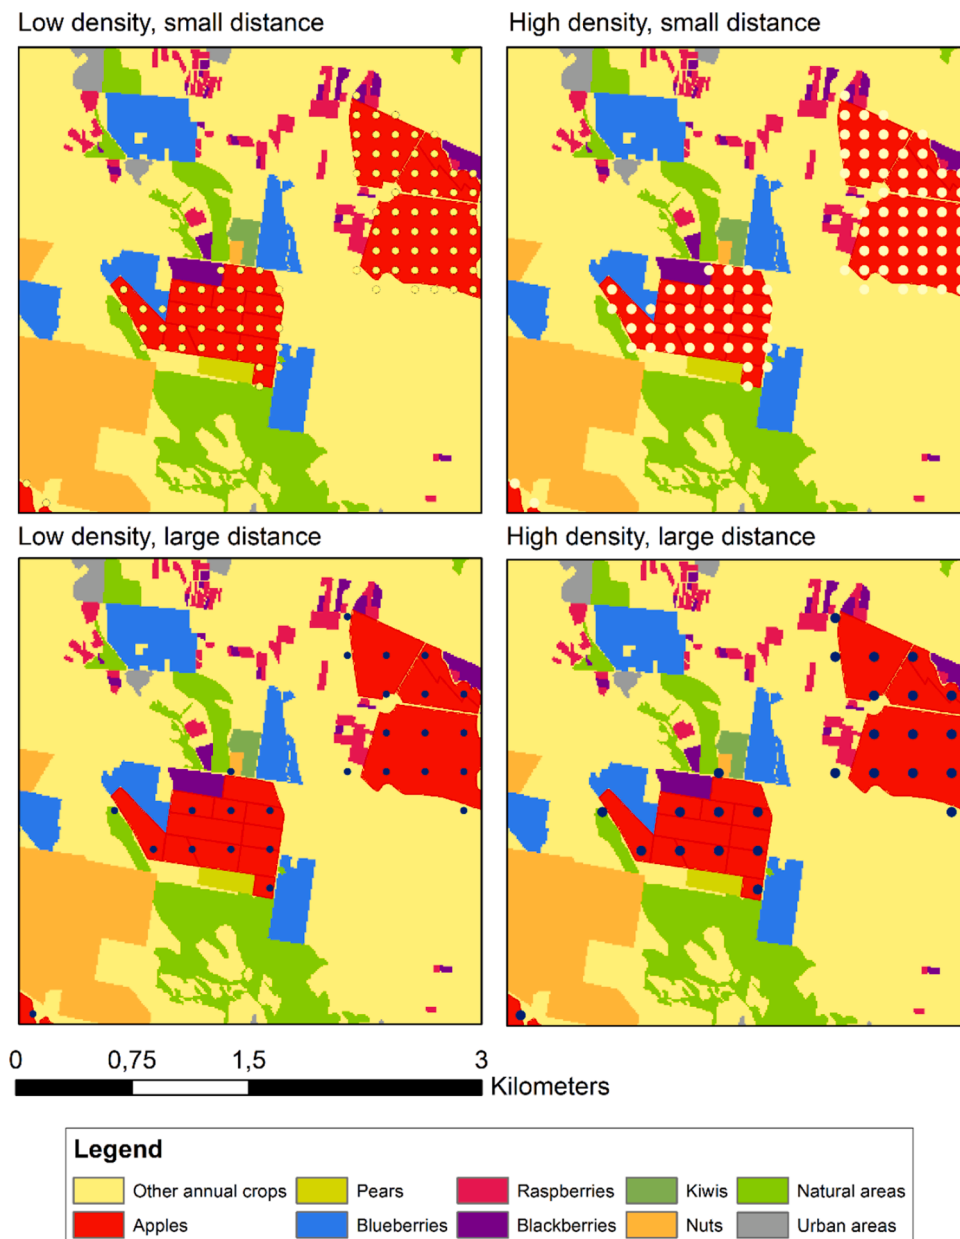 Low density, small distance
High density, small distance
Low density, large distance
High density, large distance
0 0,75 1,5 3
Kilometers
Legend
Other annual crops Pears Raspberries Kiwis Natural areas
Apples Blueberries Blackberries Nuts Urban areas